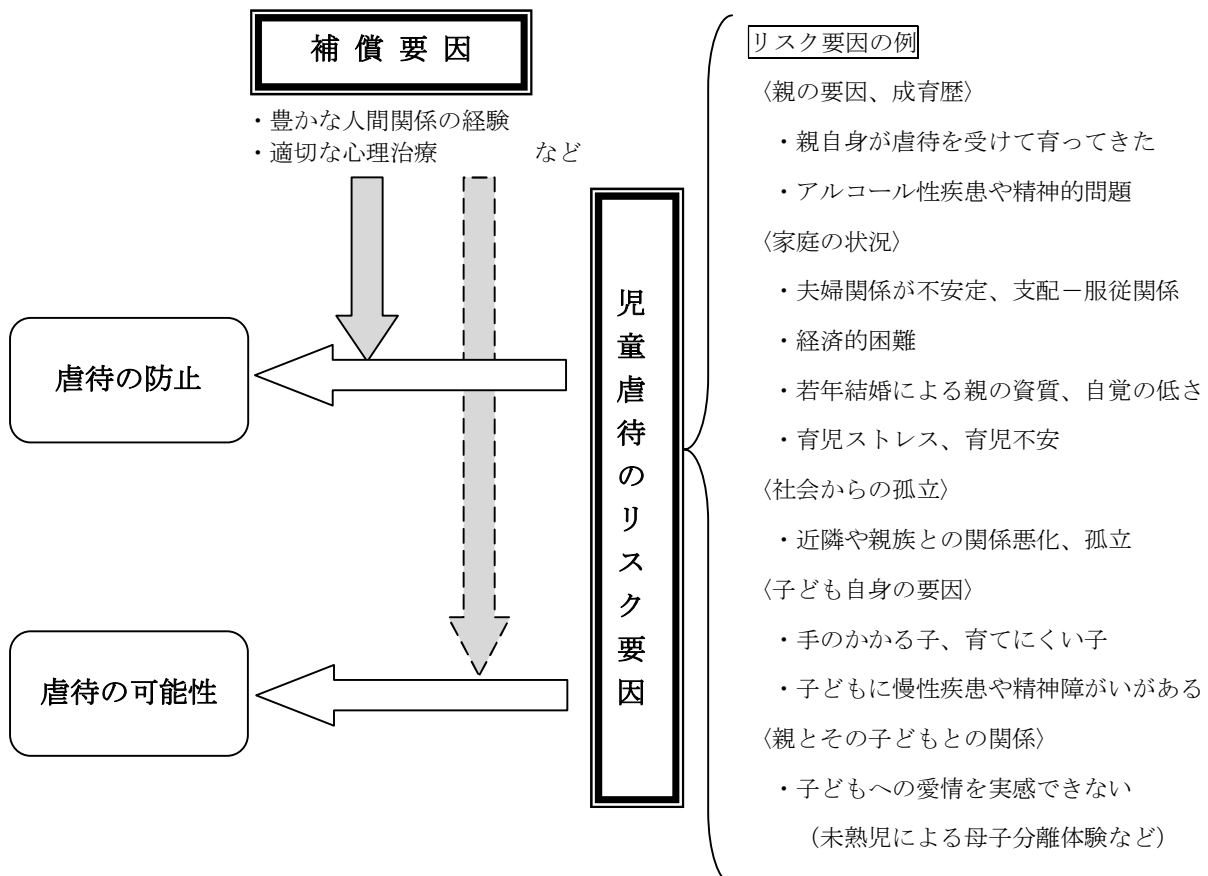 補償要因
・豊かな人間関係の経験
・適切な心理治療　など
虐待の防止
虐待の可能性
児童虐待のリスク要因
リスク要因の例
〈親の要因、成育歴〉
・親自身が虐待を受けて育ってきた
・アルコール性疾患や精神的問題
〈家庭の状況〉
・夫婦関係が不安定、支配－服従関係
・経済的困難
・若年結婚による親の資質、自覚の低さ
・育児ストレス、育児不安
〈社会からの孤立〉
・近隣や親族との関係悪化、孤立
〈子ども自身の要因〉
・手のかかる子、育てにくい子
・子どもに慢性疾患や精神障がいがある
〈親とその子どもとの関係〉
・子どもへの愛情を実感できない
（未熟児による母子分離体験など）